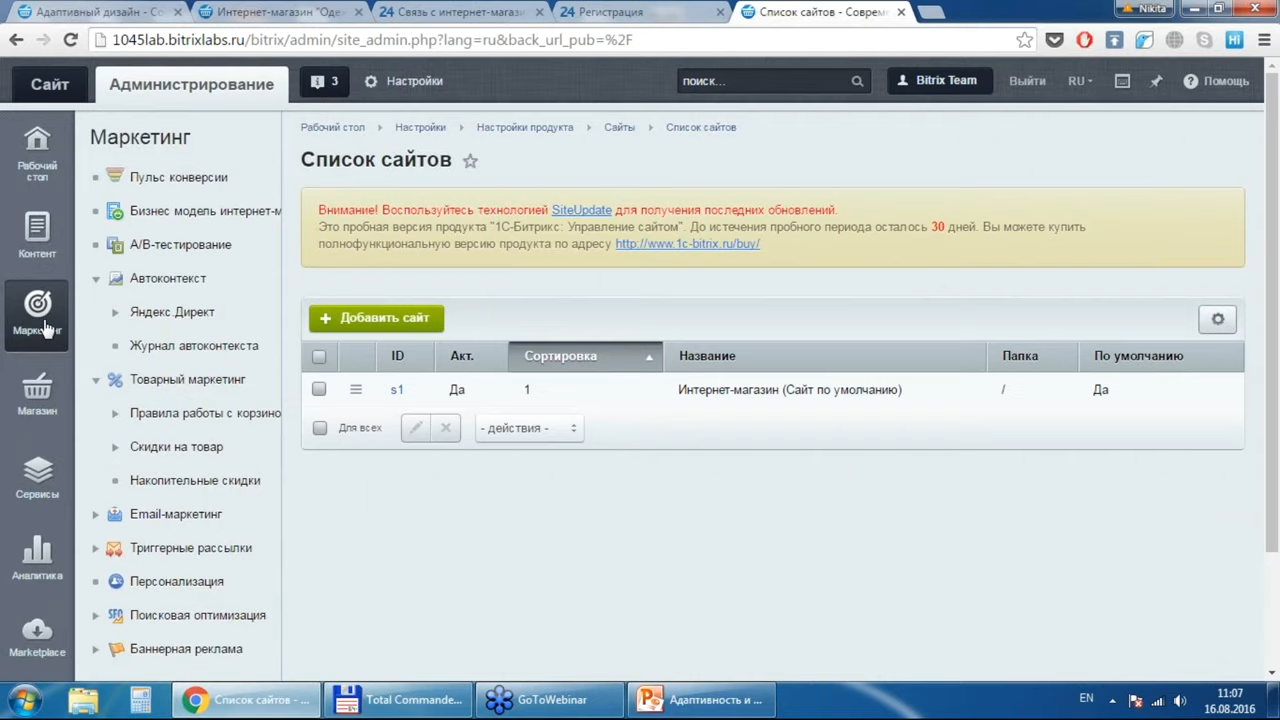 Адаптивный дизайн - Со
Интернет-магазин "Оде
24 Связь с интернет-магаз
24 Регистрация
Список сайтов - Соврем
Nikita
1045lab.bitrixlabs.ru/bitrix/admin/site_admin.php?lang=ru&back_url_pub=%2F
Hi
Сайт
Администрирование
3
Настройки
поиск...
Bitrix Team
Выйти
RU
Помощь
Рабочий стол
Контент
Маркетинг
Магазин
Сервисы
Аналитика
Marketplace
Маркетинг
Пульс конверсии
Бизнес модель интернет-м
A/B-тестирование
Автоконтекст
Яндекс.Директ
Журнал автоконтекста
Товарный маркетинг
Правила работы с корзино
Скидки на товар
Накопительные скидки
Email-маркетинг
Триггерные рассылки
Персонализация
SEO Поисковая оптимизация
Баннерная реклама
Рабочий стол Настройки Настройки продукта Сайты Список сайтов
Список сайтов
Внимание! Воспользуйтесь технологией SiteUpdate для получения последних обновлений.
Это пробная версия продукта "1С-Битрикс: Управление сайтом". До истечения пробного периода осталось 30 дней. Вы можете купить
полнофункциональную версию продукта по адресу http://www.1c-bitrix.ru/buy/
+ Добавить сайт
ID Акт. Сортировка Название Папка По умолчанию
s1 Да 1 Интернет-магазин (Сайт по умолчанию) / Да
Для всех - действия -
Список сайтов - ...
Total Commande...
GoToWebinar
Адаптивность и ...
EN
11:07
16.08.2016